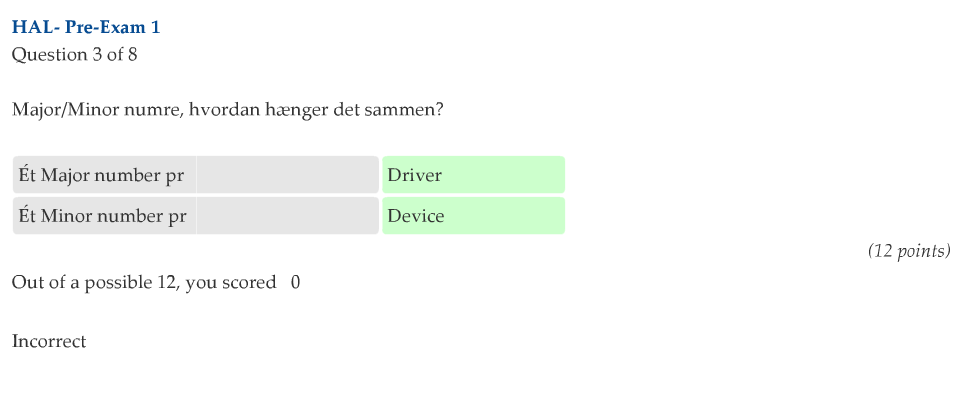 HAL- Pre-Exam 1
Question 3 of 8
Major/Minor numre, hvordan hænger det sammen?
Ét Major number pr Driver
Ét Minor number pr Device
(12 points)
Out of a possible 12, you scored 0
Incorrect